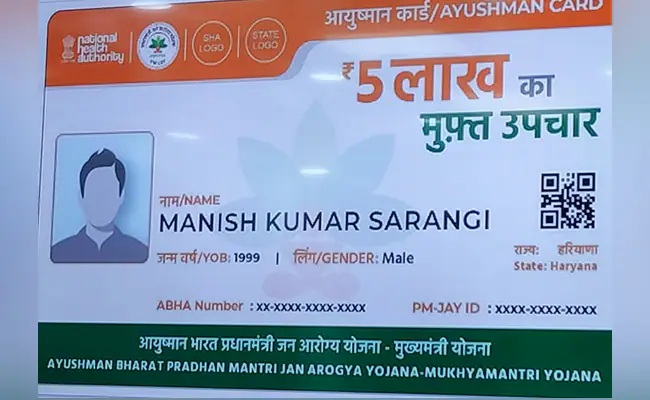 आयुष्मान कार्ड/AYUSHMAN CARD
national
health
authority
PM-JAY
SHA
LOGO
STATE
LOGO
₹5 लाख का
मुफ़्त उपचार
नाम/NAME
MANISH KUMAR SARANGI
जन्म वर्ष/YOB: 1999 | लिंग/GENDER: Male
राज्य: हरियाणा
State: Haryana
ABHA Number : xx-xxxx-xxxx-xxxx
PM-JAY ID : xxxx-xxxx-xxxx
आयुष्मान भारत प्रधानमंत्री जन आरोग्य योजना - मुख्यमंत्री योजना
AYUSHMAN BHARAT PRADHAN MANTRI JAN AROGYA YOJANA-MUKHYAMANTRI YOJANA